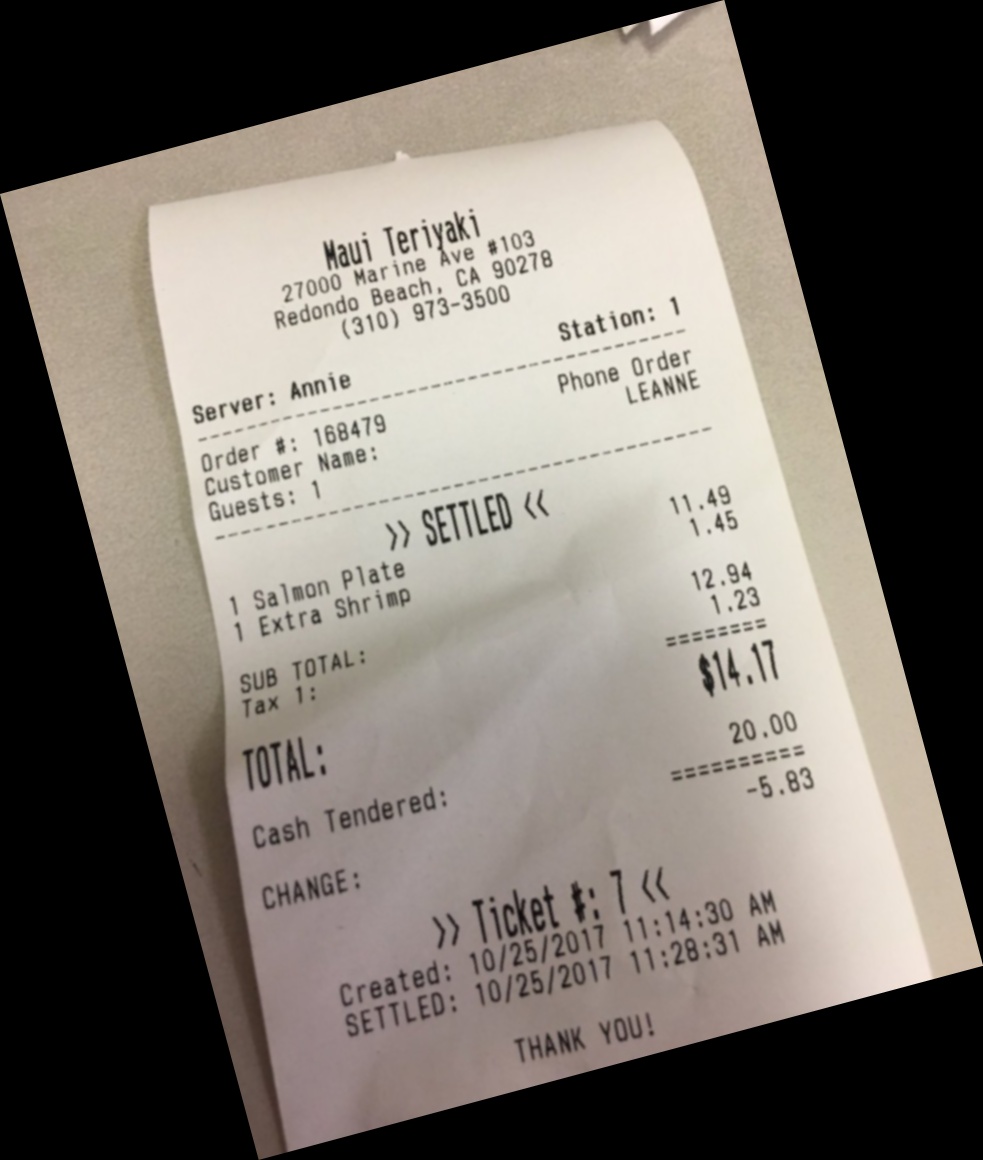 Maui Teriyaki
27000 Marine Ave #103
Redondo Beach, CA 90278
(310) 973-3500
Server: Annie Station: 1
Order #: 168479 Phone Order
Customer Name: LEANNE
Guests: 1
>> SETTLED <<
1 Salmon Plate 11.49
1 Extra Shrimp 1.45
SUB TOTAL: 12.94
Tax 1: 1.23
========
TOTAL: $14.17
Cash Tendered: 20.00
==========
CHANGE: -5.83
>> Ticket #: 7 <<
Created: 10/25/2017 11:14:30 AM
SETTLED: 10/25/2017 11:28:31 AM
THANK YOU!